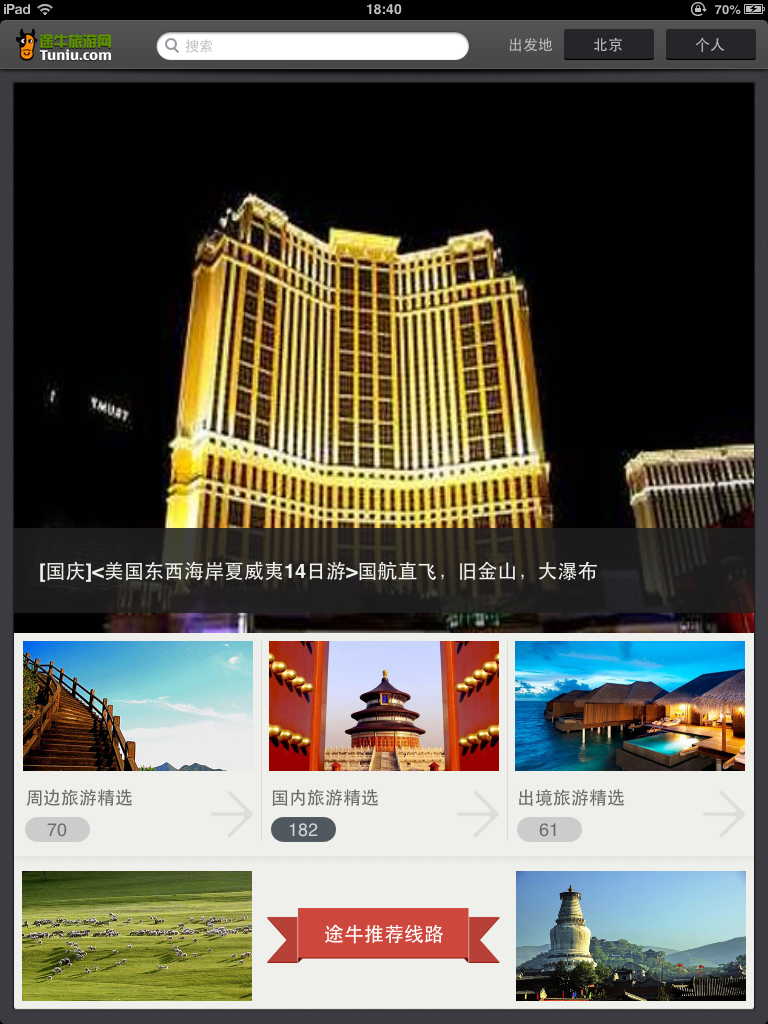 iPad 18:40 70%
途牛旅游网
Tuniu.com
搜索
出发地
北京
个人
TRUMP
[国庆]<美国东西海岸夏威夷14日游>国航直飞，旧金山，大瀑布
周边旅游精选
70
国内旅游精选
182
出境旅游精选
61
途牛推荐线路